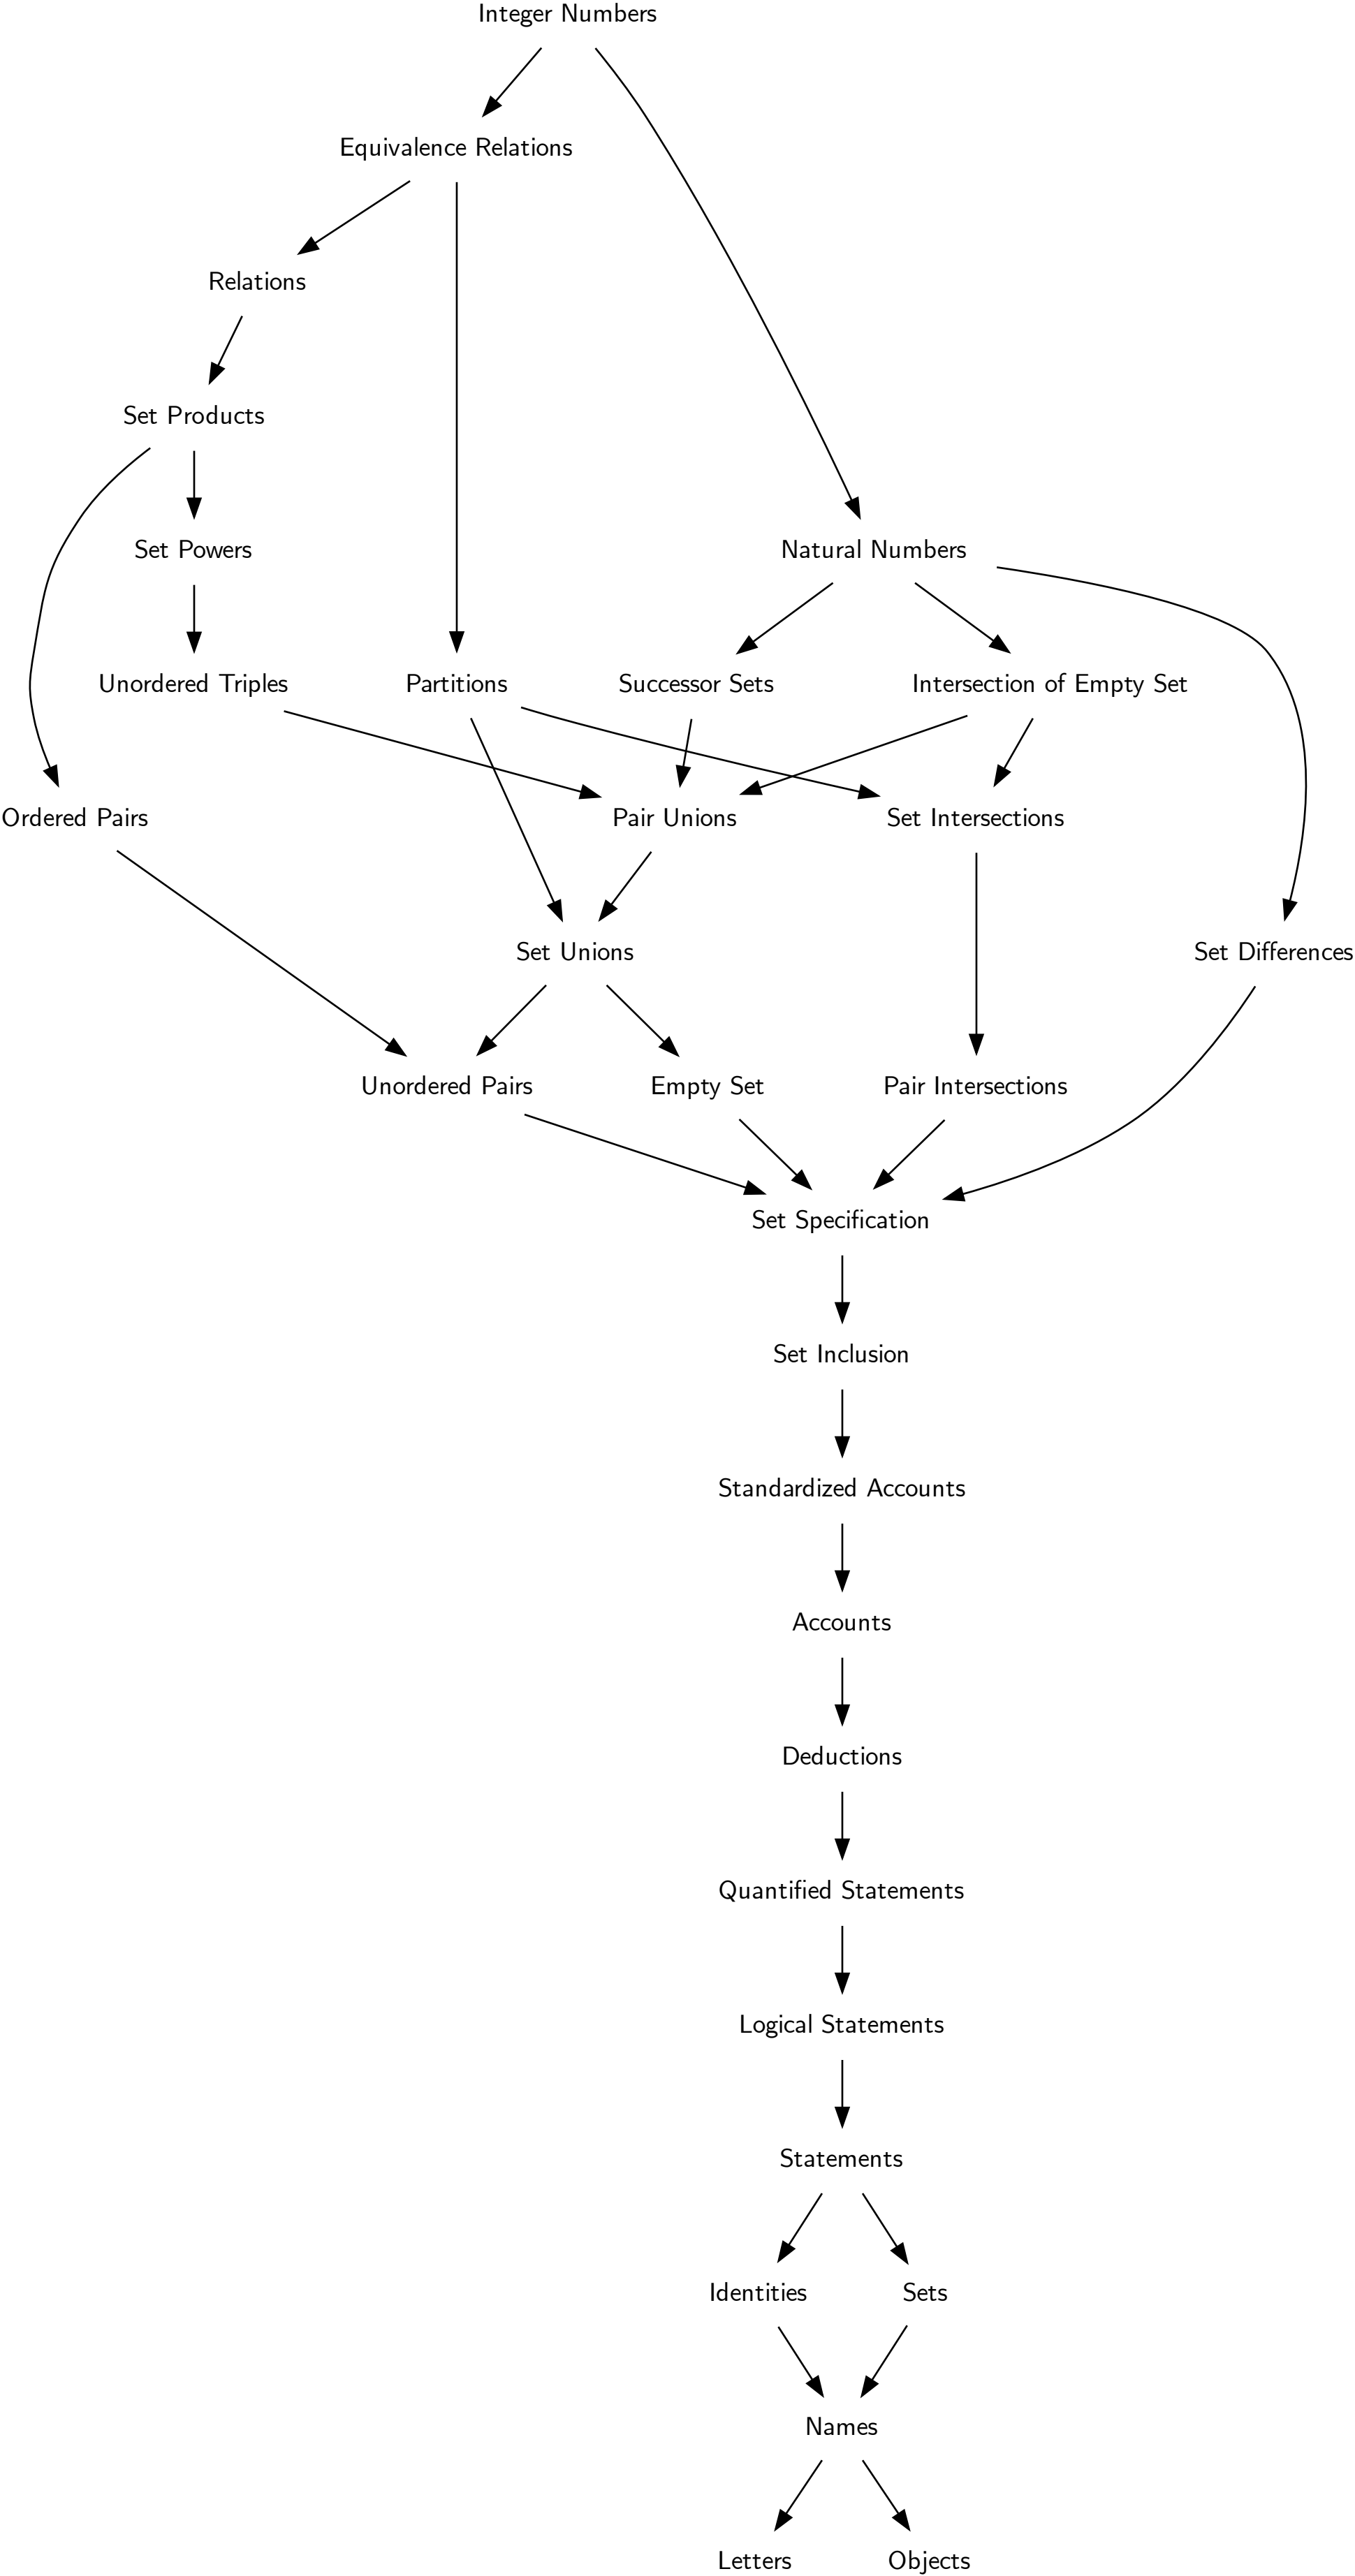 Integer Numbers
Equivalence Relations
Relations
Set Products
Set Powers
Natural Numbers
Unordered Triples
Partitions
Successor Sets
Intersection of Empty Set
Ordered Pairs
Pair Unions
Set Intersections
Set Unions
Set Differences
Unordered Pairs
Empty Set
Pair Intersections
Set Specification
Set Inclusion
Standardized Accounts
Accounts
Deductions
Quantified Statements
Logical Statements
Statements
Identities
Sets
Names
Letters
Objects